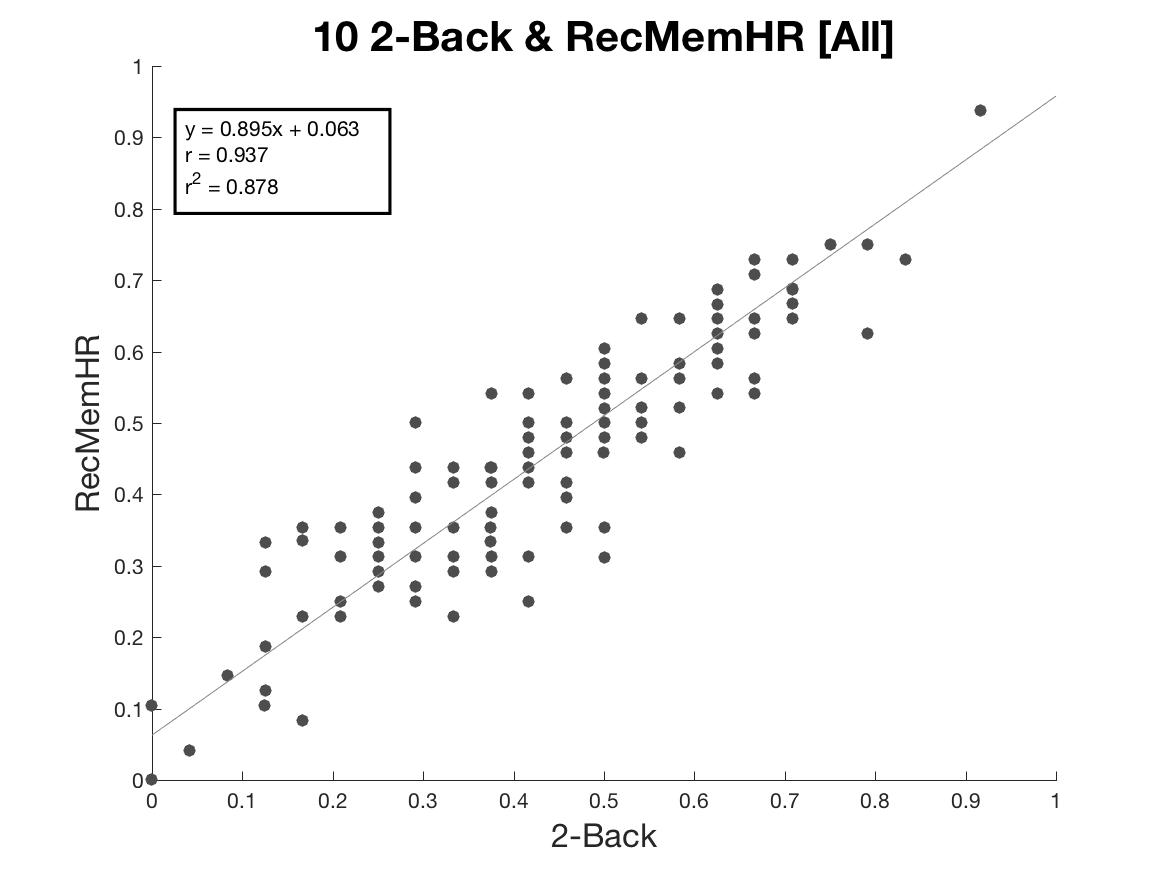 10 2-Back & RecMemHR [All]
y = 0.895x + 0.063
r = 0.937
r² = 0.878
RecMemHR
1
0.9
0.8
0.7
0.6
0.5
0.4
0.3
0.2
0.1
0
0 0.1 0.2 0.3 0.4 0.5 0.6 0.7 0.8 0.9 1
2-Back